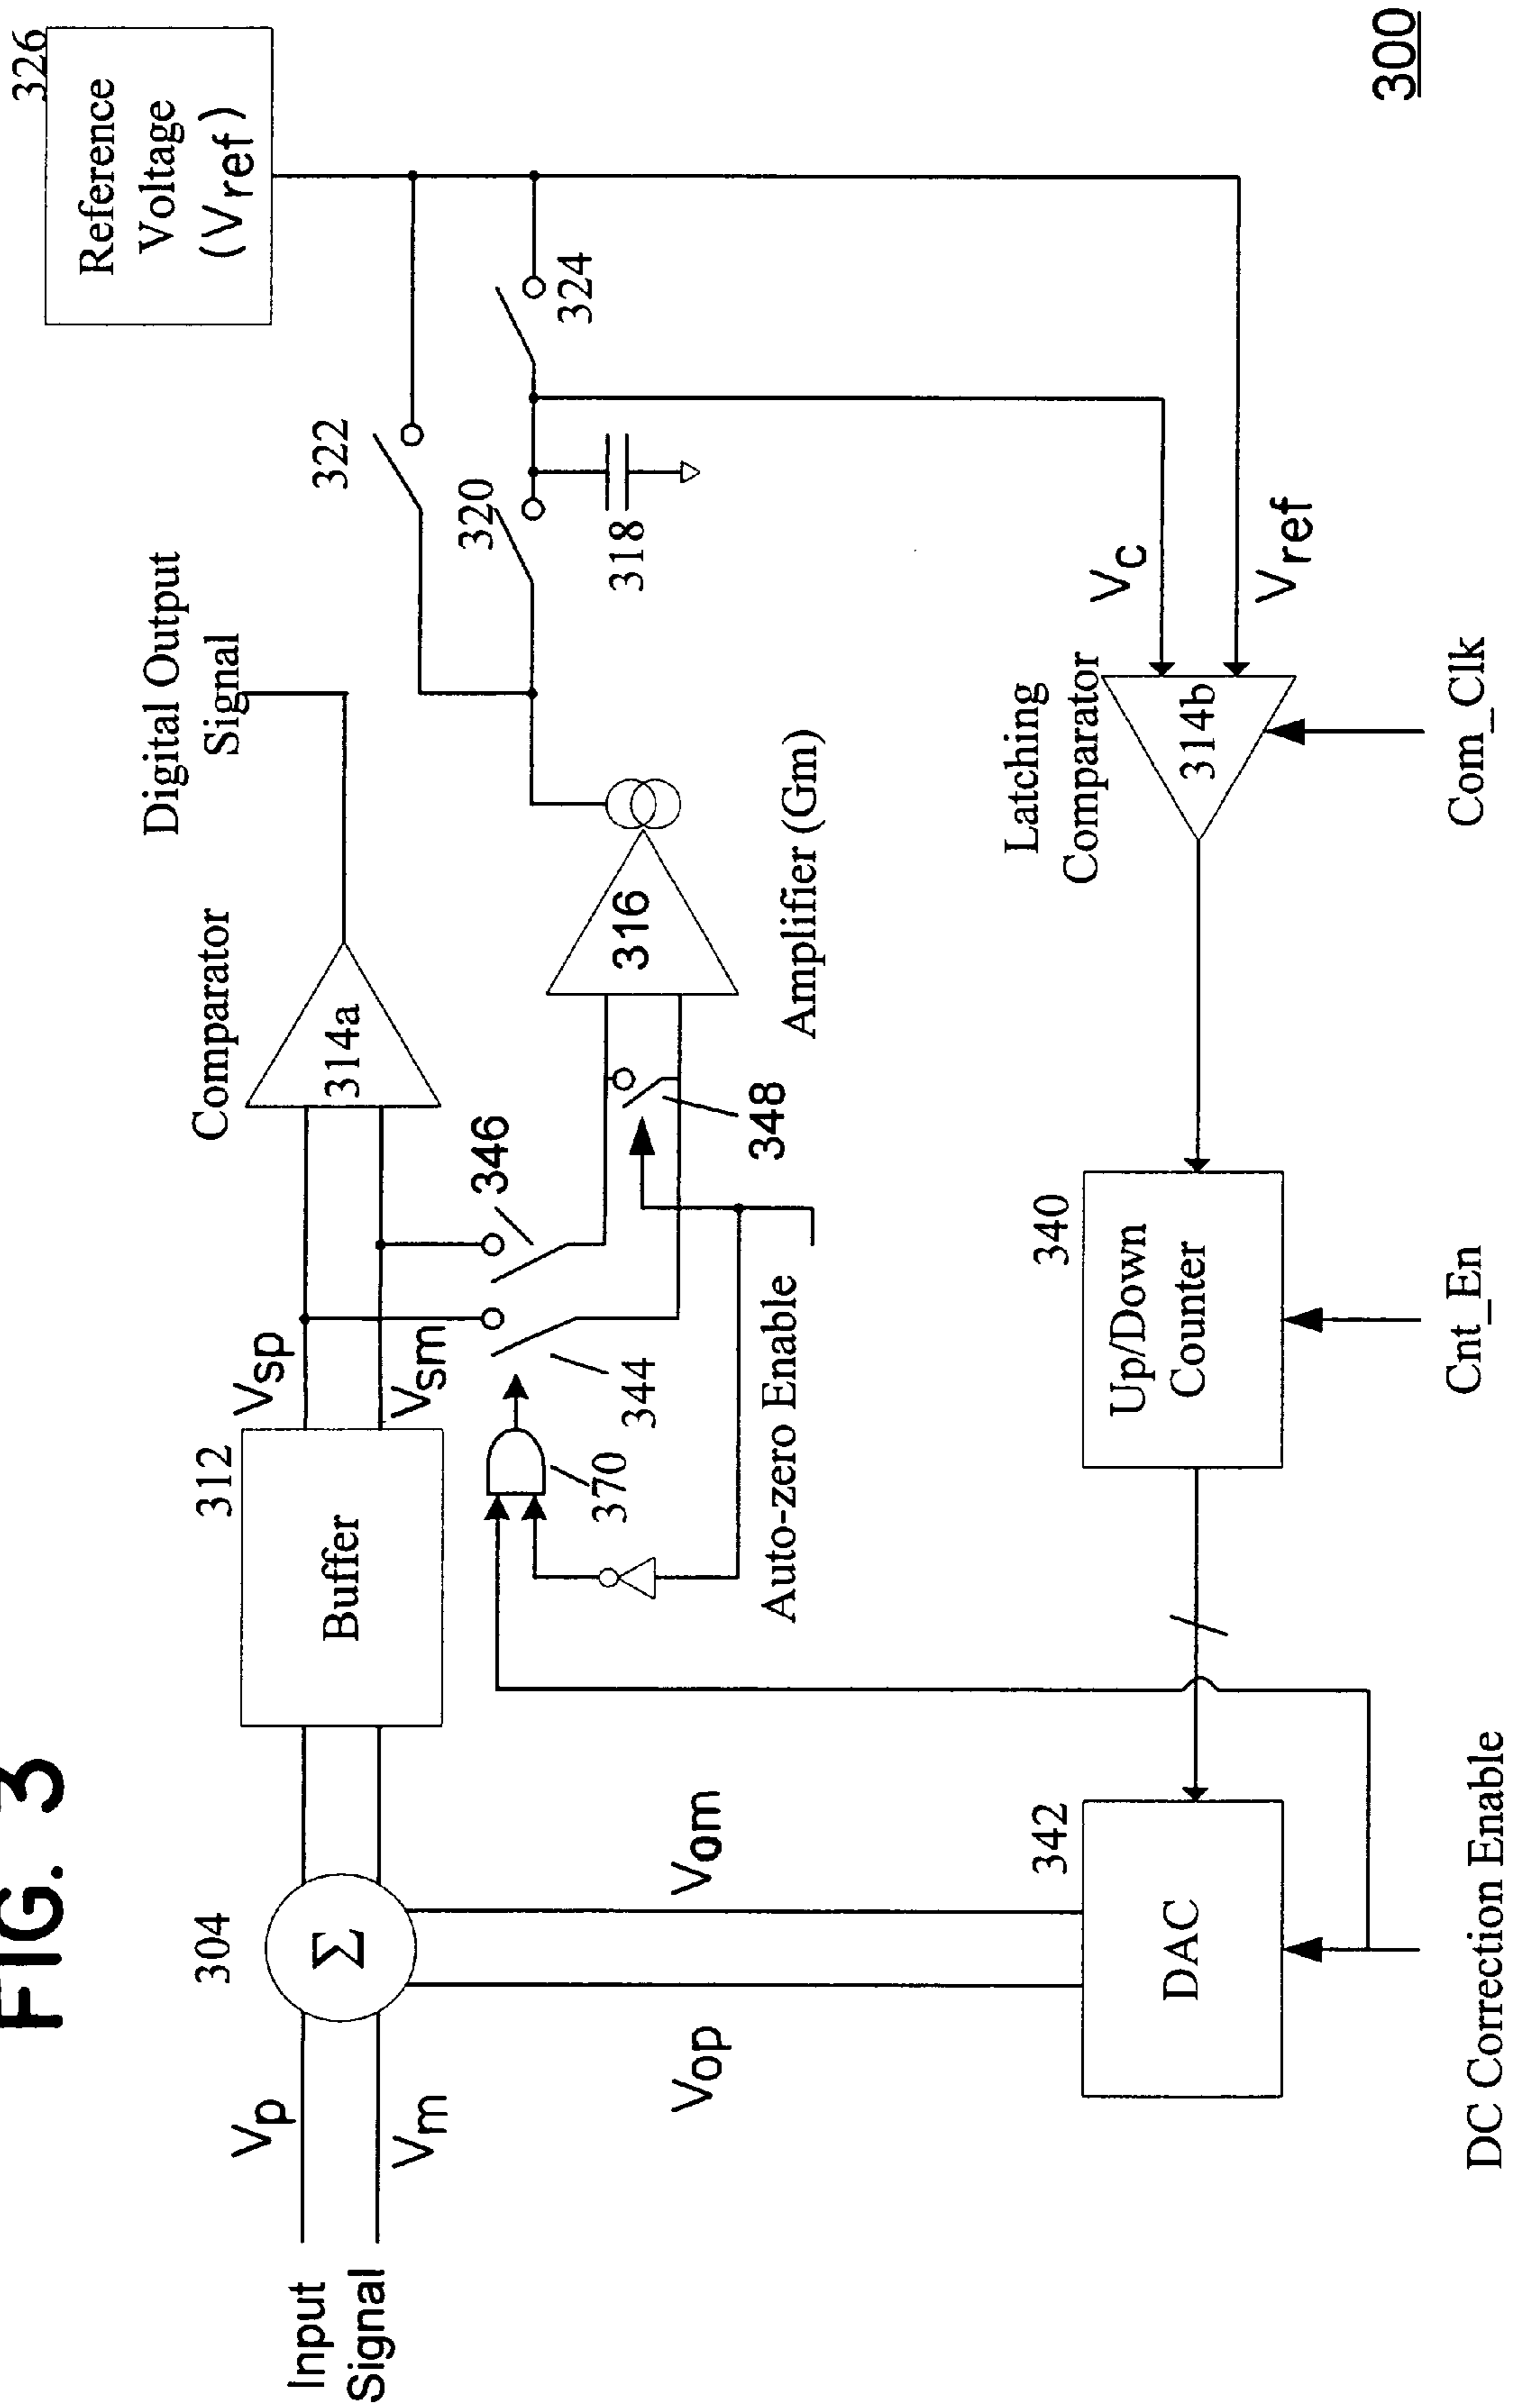 FIG. 3
300
326
Reference
Voltage
(Vref)
Digital Output
Signal
Comparator
314a
322
320
324
318
Vsp
Vsm
312
Buffer
304
Σ
Vp
Vm
Input
Signal
346
344
348
316
Amplifier (Gm)
370
Auto-zero Enable
Vop
Vom
Latching
Comparator
314b
Vc
Vref
Com_Clk
340
Up/Down
Counter
Cnt_En
342
DAC
DC Correction Enable